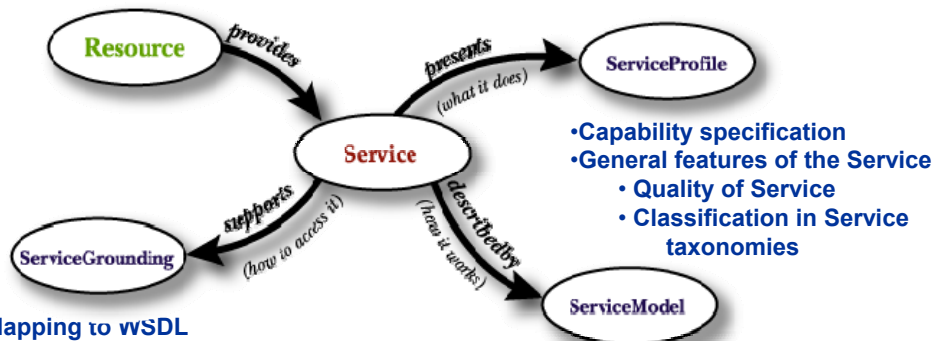 Resource
provides
presents
(what it does)
ServiceProfile
Service
•Capability specification
•General features of the Service
• Quality of Service
• Classification in Service
taxonomies
supports
(how to access it)
describedby
(how it works)
ServiceGrounding
ServiceModel
apping to WSDL